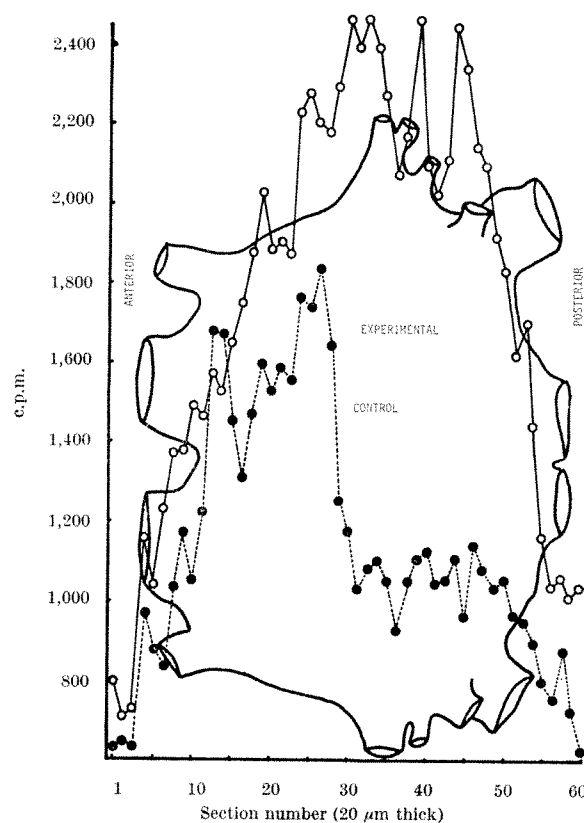 2,400
2,200
2,000
1,800
1,600
1,400
1,200
1,000
800
c.p.m.
ANTERIOR
POSTERIOR
EXPERIMENTAL
CONTROL
1 10 20 30 40 50 60
Section number (20 μm thick)